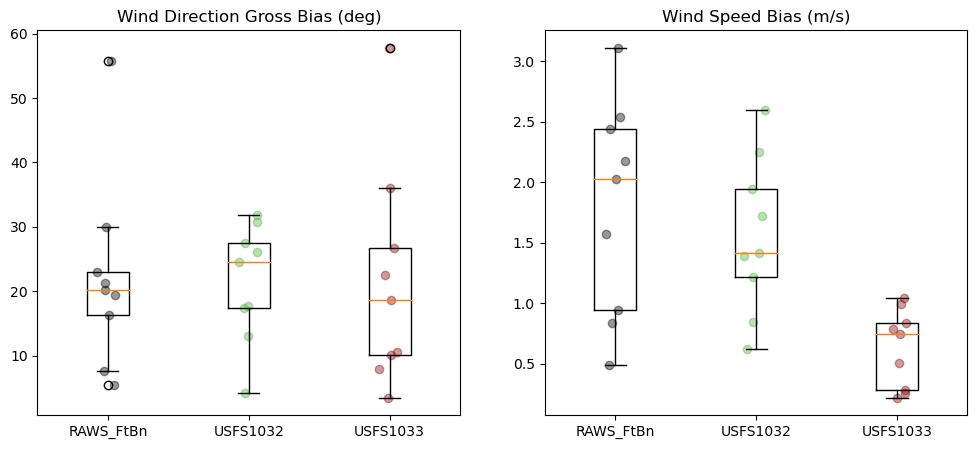 Wind Direction Gross Bias (deg)
60
50
40
30
20
10
RAWS_FtBn
USFS1032
USFS1033
Wind Speed Bias (m/s)
3.0
2.5
2.0
1.5
1.0
0.5
RAWS_FtBn
USFS1032
USFS1033